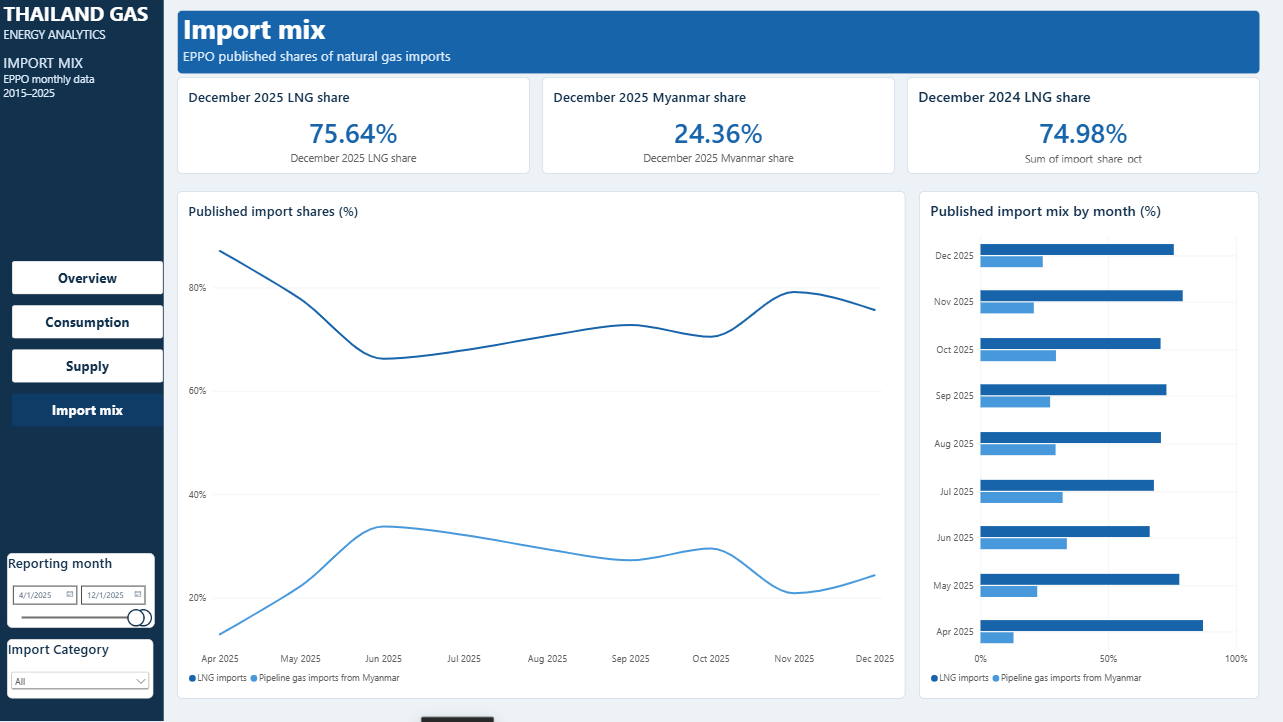 THAILAND GAS
ENERGY ANALYTICS
IMPORT MIX
EPPO monthly data
2015–2025
Overview
Consumption
Supply
Import mix
Reporting month
4/1/2025
12/1/2025
Import Category
All
Import mix
EPPO published shares of natural gas imports
December 2025 LNG share
75.64%
December 2025 LNG share
December 2025 Myanmar share
24.36%
December 2025 Myanmar share
December 2024 LNG share
74.98%
Sum of import_share_pct
Published import shares (%)
80%
60%
40%
20%
Apr 2025 May 2025 Jun 2025 Jul 2025 Aug 2025 Sep 2025 Oct 2025 Nov 2025 Dec 2025
LNG imports Pipeline gas imports from Myanmar
Published import mix by month (%)
Dec 2025
Nov 2025
Oct 2025
Sep 2025
Aug 2025
Jul 2025
Jun 2025
May 2025
Apr 2025
0% 50% 100%
LNG imports Pipeline gas imports from Myanmar